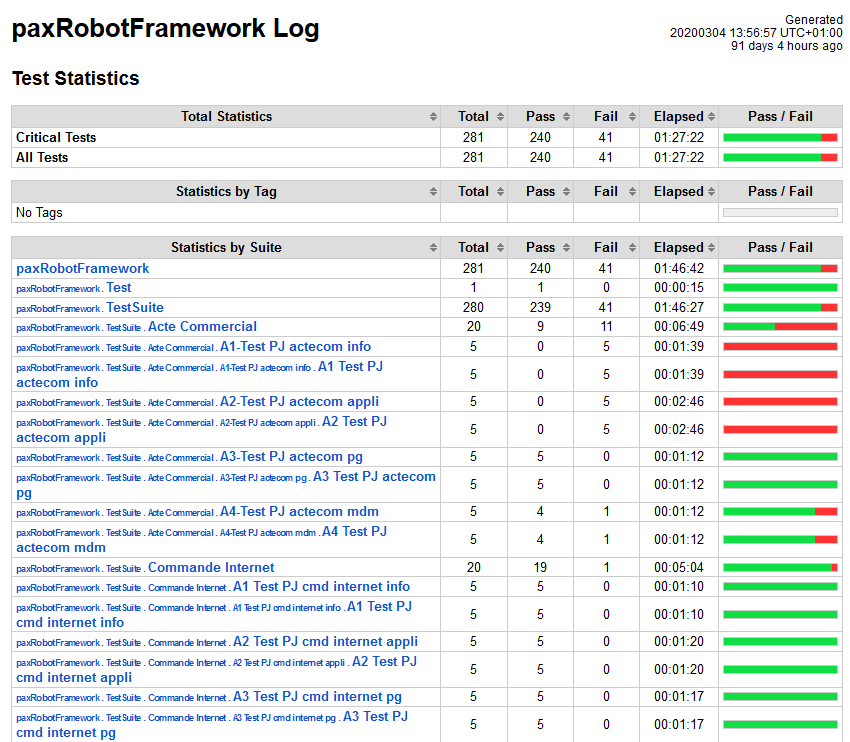 paxRobotFramework Log
Generated
20200304 13:56:57 UTC+01:00
91 days 4 hours ago
Test Statistics
Total Statistics Total Pass Fail Elapsed Pass / Fail
Critical Tests 281 240 41 01:27:22
All Tests 281 240 41 01:27:22
Statistics by Tag Total Pass Fail Elapsed Pass / Fail
No Tags
Statistics by Suite Total Pass Fail Elapsed Pass / Fail
paxRobotFramework 281 240 41 01:46:42
paxRobotFramework . Test 1 1 0 00:00:15
paxRobotFramework . TestSuite 280 239 41 01:46:27
paxRobotFramework . TestSuite . Acte Commercial 20 9 11 00:06:49
paxRobotFramework . TestSuite . Acte Commercial . A1-Test PJ actecom info 5 0 5 00:01:39
paxRobotFramework . TestSuite . Acte Commercial . A1-Test PJ actecom info . A1 Test PJ
actecom info 5 0 5 00:01:39
paxRobotFramework . TestSuite . Acte Commercial . A2-Test PJ actecom appli 5 0 5 00:02:46
paxRobotFramework . TestSuite . Acte Commercial . A2-Test PJ actecom appli . A2 Test PJ
actecom appli 5 0 5 00:02:46
paxRobotFramework . TestSuite . Acte Commercial . A3-Test PJ actecom pg 5 5 0 00:01:12
paxRobotFramework . TestSuite . Acte Commercial . A3-Test PJ actecom pg . A3 Test PJ actecom
pg 5 5 0 00:01:12
paxRobotFramework . TestSuite . Acte Commercial . A4-Test PJ actecom mdm 5 4 1 00:01:12
paxRobotFramework . TestSuite . Acte Commercial . A4-Test PJ actecom mdm . A4 Test PJ
actecom mdm 5 4 1 00:01:12
paxRobotFramework . TestSuite . Commande Internet 20 19 1 00:05:04
paxRobotFramework . TestSuite . Commande Internet . A1 Test PJ cmd internet info 5 5 0 00:01:10
paxRobotFramework . TestSuite . Commande Internet . A1 Test PJ cmd internet info . A1 Test PJ
cmd internet info 5 5 0 00:01:10
paxRobotFramework . TestSuite . Commande Internet . A2 Test PJ cmd internet appli 5 5 0 00:01:20
paxRobotFramework . TestSuite . Commande Internet . A2 Test PJ cmd internet appli . A2 Test PJ
cmd internet appli 5 5 0 00:01:20
paxRobotFramework . TestSuite . Commande Internet . A3 Test PJ cmd internet pg 5 5 0 00:01:17
paxRobotFramework . TestSuite . Commande Internet . A3 Test PJ cmd internet pg . A3 Test PJ
cmd internet pg 5 5 0 00:01:17